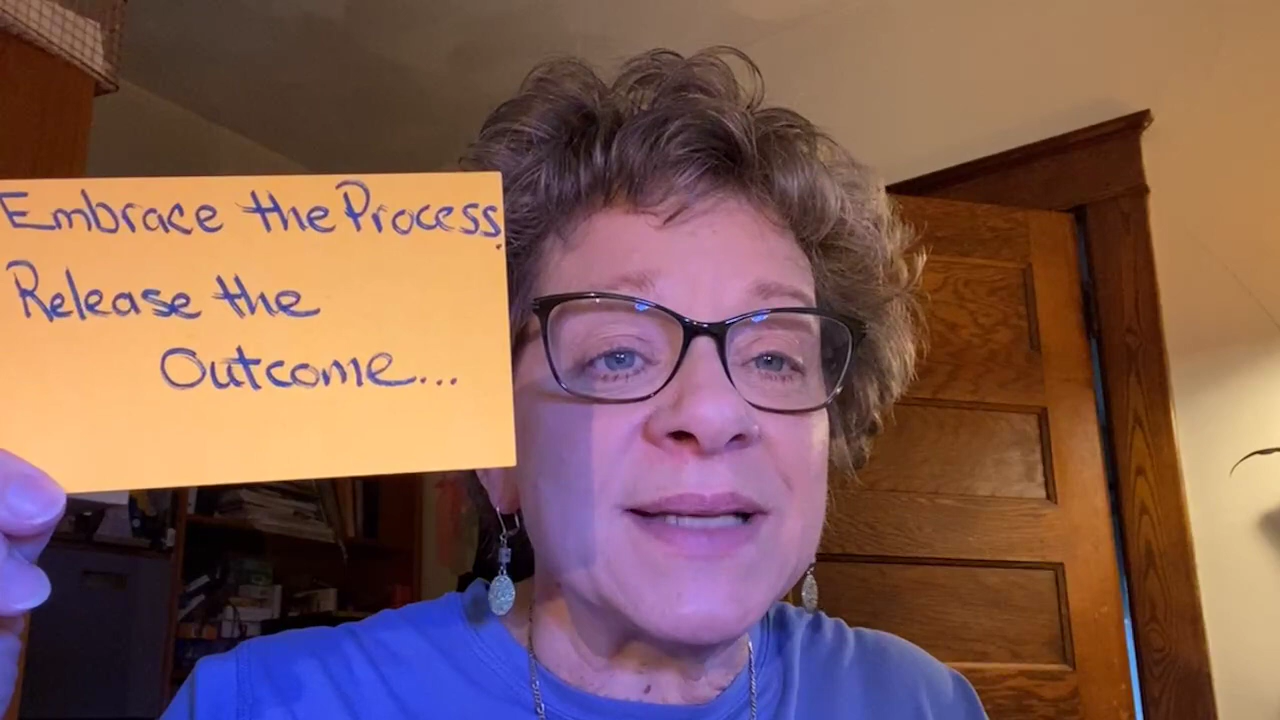 Embrace the Process.
Release the
Outcome...